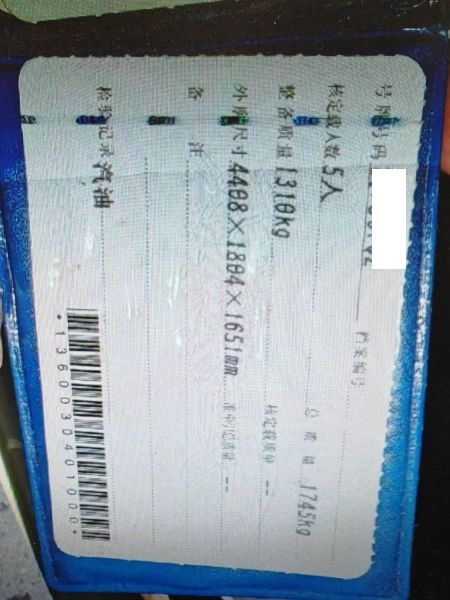 号牌号码 档案编号
核定载人数 5人 总质量 1745kg
整备质量 1310kg 核定载质量 --
外廓尺寸 4408×1804×1651mm 准牵引总质量 --
备注
检验记录 汽油
*1360030401000*